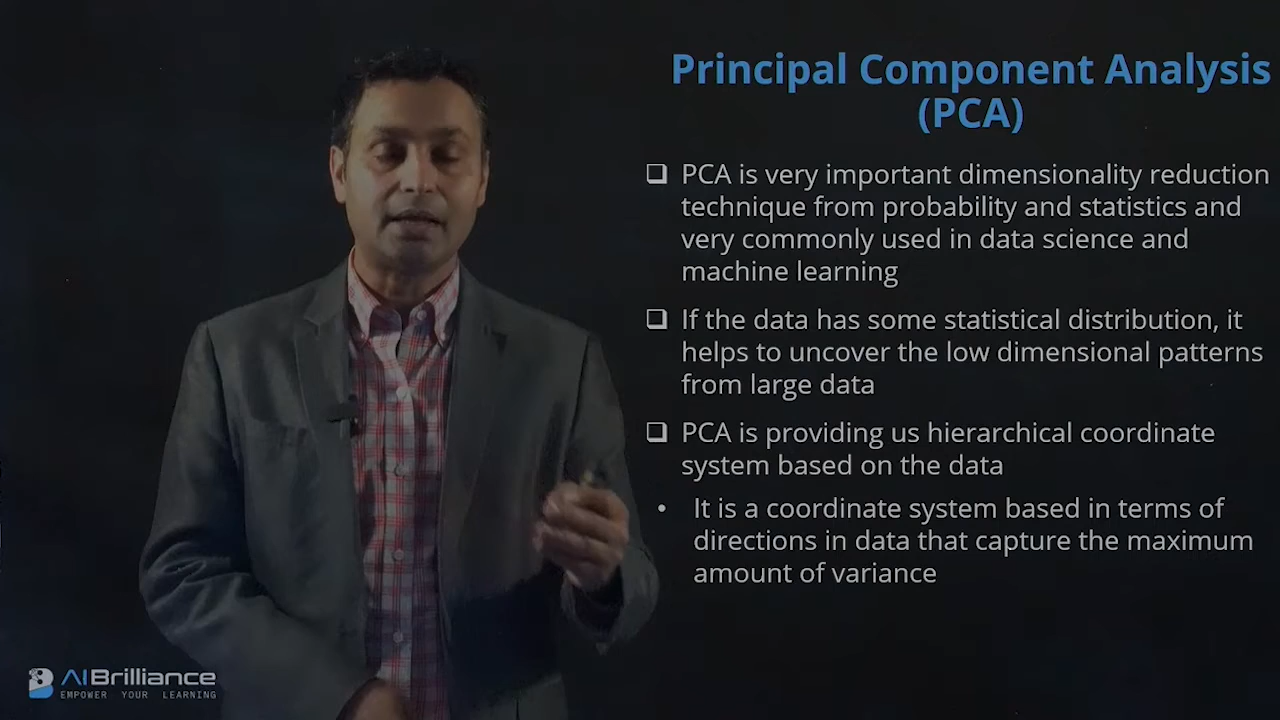 Principal Component Analysis
(PCA)
❑ PCA is very important dimensionality reduction
technique from probability and statistics and
very commonly used in data science and
machine learning
❑ If the data has some statistical distribution, it
helps to uncover the low dimensional patterns
from large data
❑ PCA is providing us hierarchical coordinate
system based on the data
• It is a coordinate system based in terms of
directions in data that capture the maximum
amount of variance
AIBrilliance
EMPOWER YOUR LEARNING